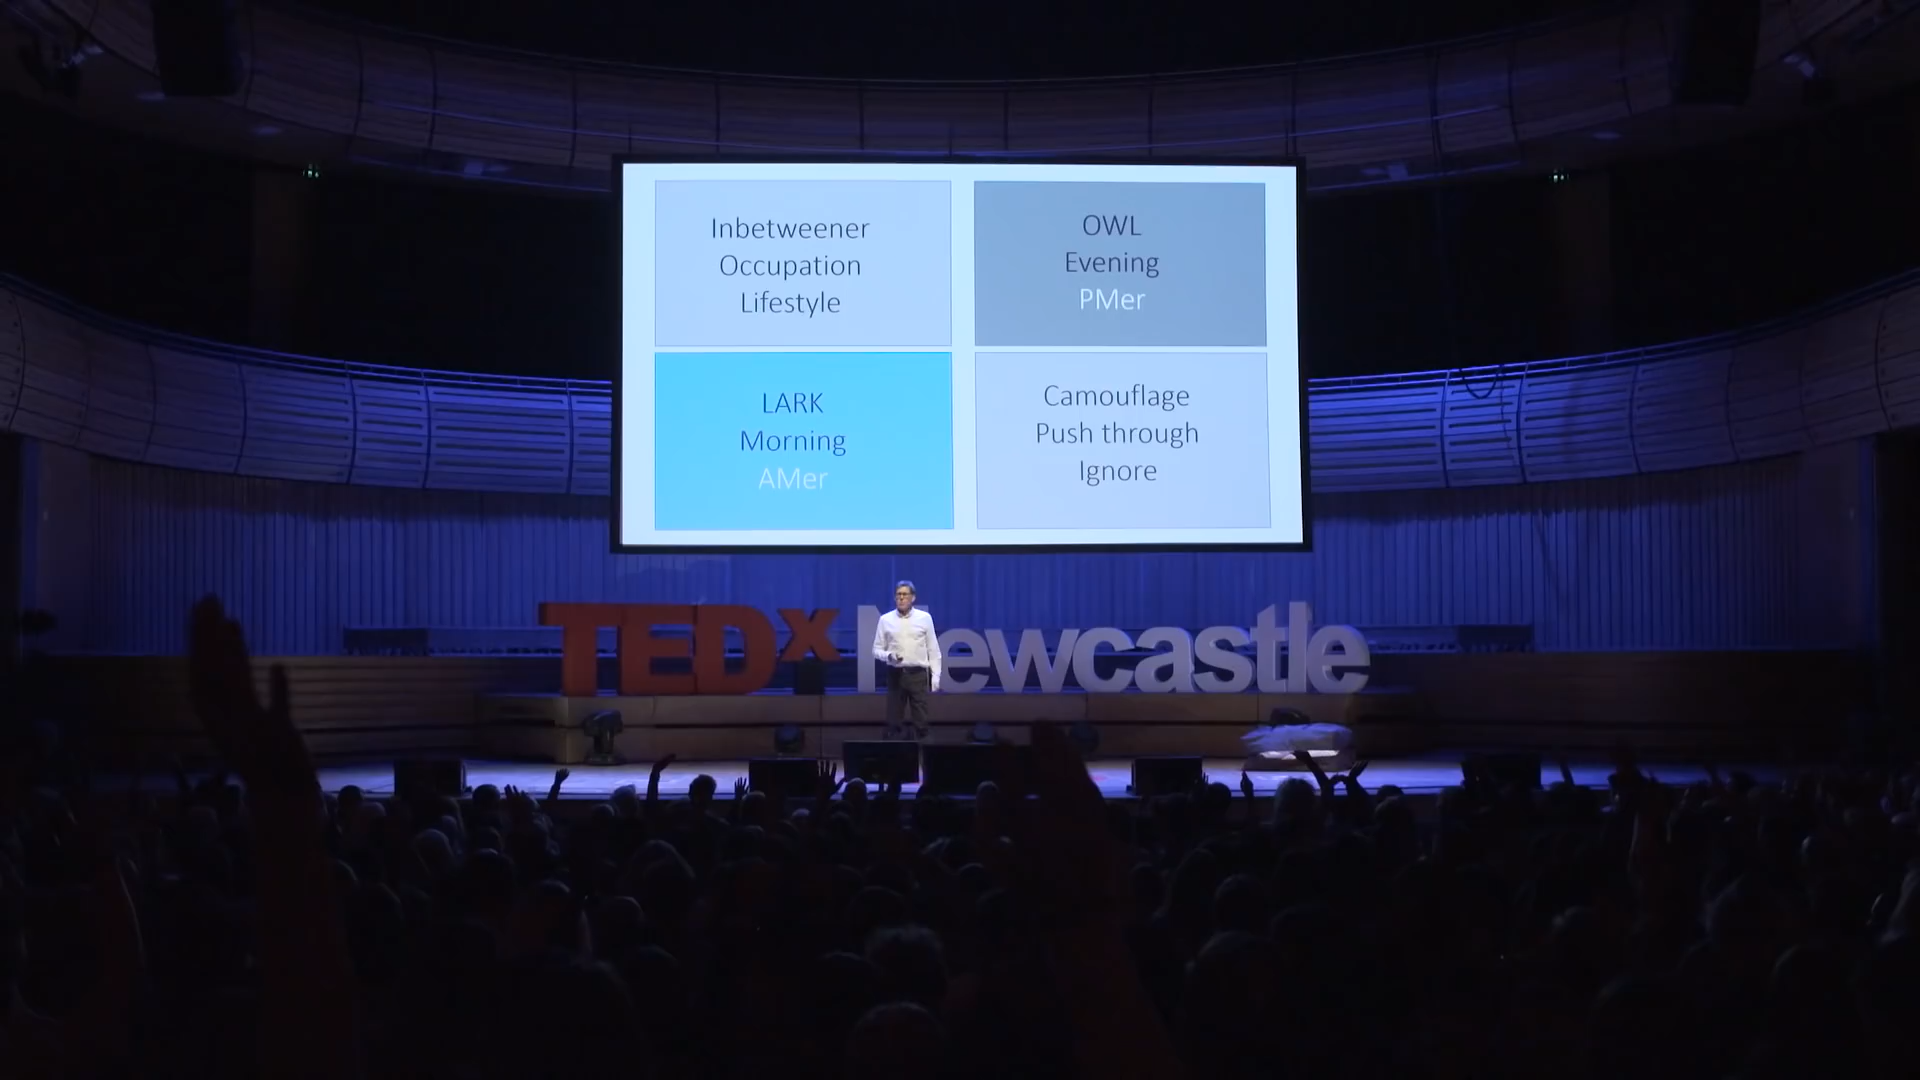 Inbetweener
Occupation
Lifestyle
OWL
Evening
PMer
LARK
Morning
AMer
Camouflage
Push through
Ignore
TEDx Newcastle